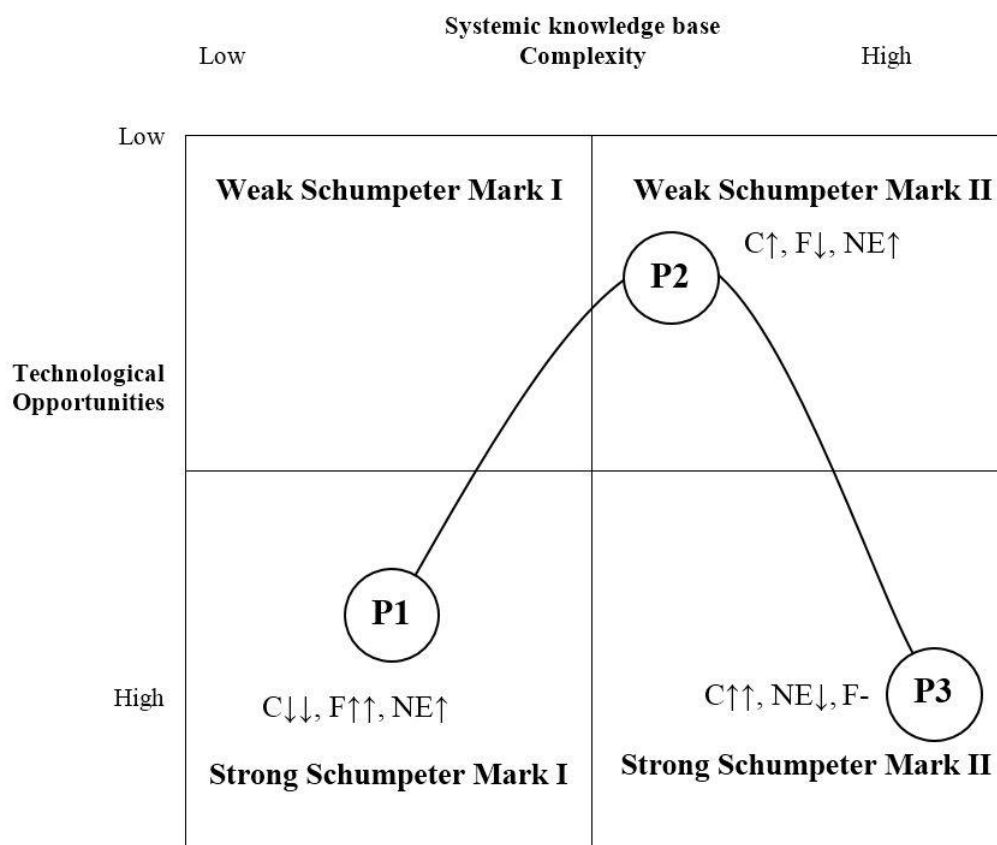 Systemic knowledge base
Low Complexity High
Low
Weak Schumpeter Mark I Weak Schumpeter Mark II
C↑, F↓, NE↑
P2
Technological
Opportunities
P1
High
C↓↓, F↑↑, NE↑
C↑↑, NE↓, F- P3
Strong Schumpeter Mark I Strong Schumpeter Mark II